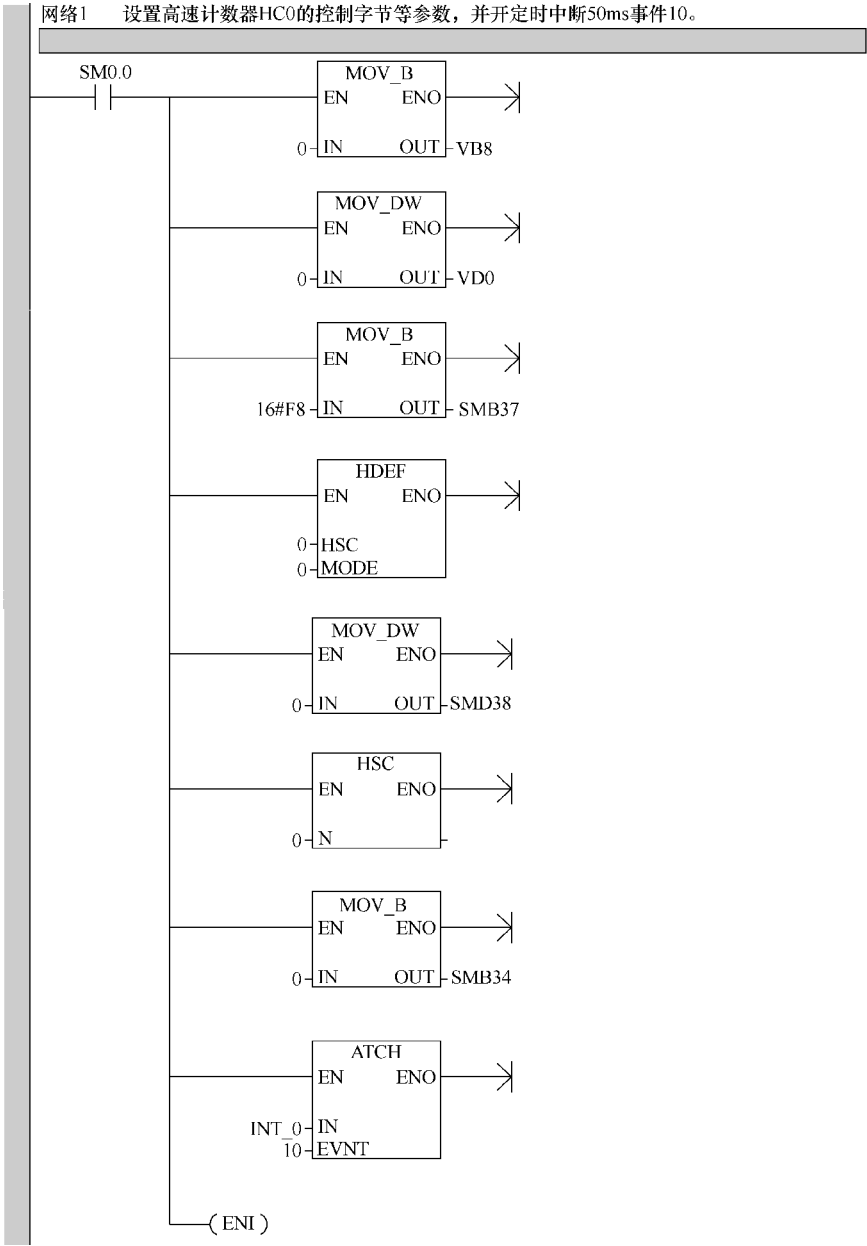 网络1 设置高速计数器HC0的控制字节等参数，并开定时中断50ms事件10。
SM0.0
MOV_B
EN ENO
0 IN OUT VB8
MOV_DW
EN ENO
0 IN OUT VD0
MOV_B
EN ENO
16#F8 IN OUT SMB37
HDEF
EN ENO
0 HSC
0 MODE
MOV_DW
EN ENO
0 IN OUT SMD38
HSC
EN ENO
0 N
MOV_B
EN ENO
0 IN OUT SMB34
ATCH
EN ENO
INT_0 IN
10 EVNT
( ENI )